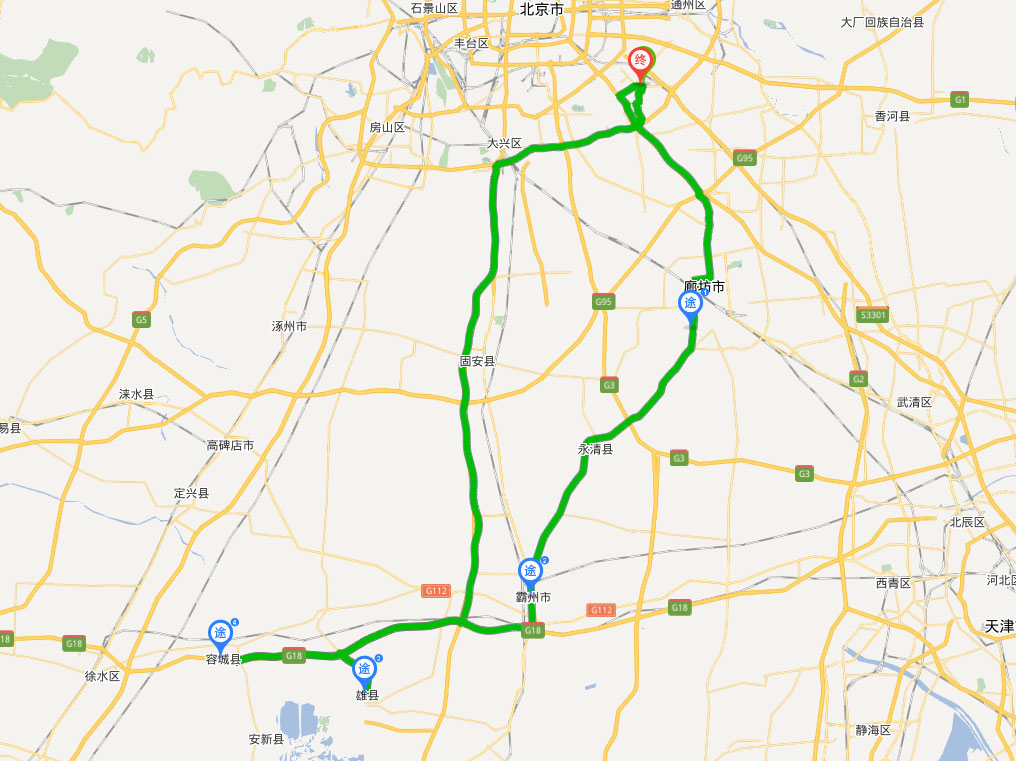 石景山区
北京市
通州区
大厂回族自治县
丰台区
终
G1
香河县
房山区
大兴区
G95
廊坊市
途
1
G95
S3301
G5
涿州市
固安县
G3
G2
涞水县
武清区
易县
高碑店市
永清县
G3
G3
定兴县
北辰区
途
2
西青区
河北区
G112
霸州市
G112
G18
途
4
G18
天津
18
G18
容城县
G18
途
3
徐水区
雄县
安新县
静海区